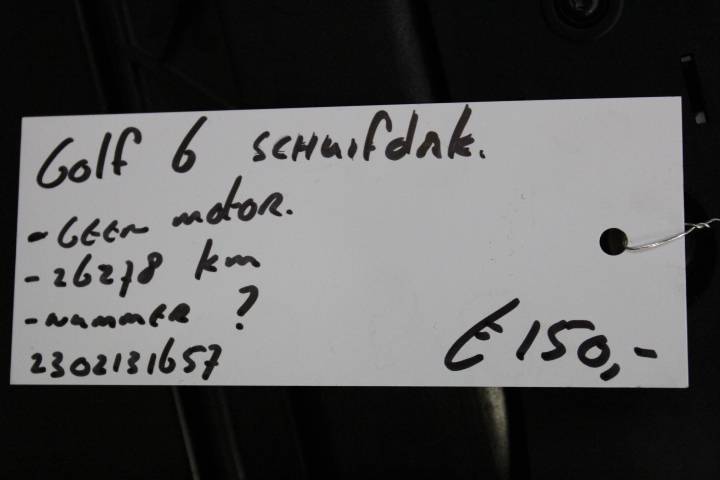 Golf 6 schuifdak.
- GEEN motor.
- 26278 km
- nummer ?
2302131657
€ 150,-